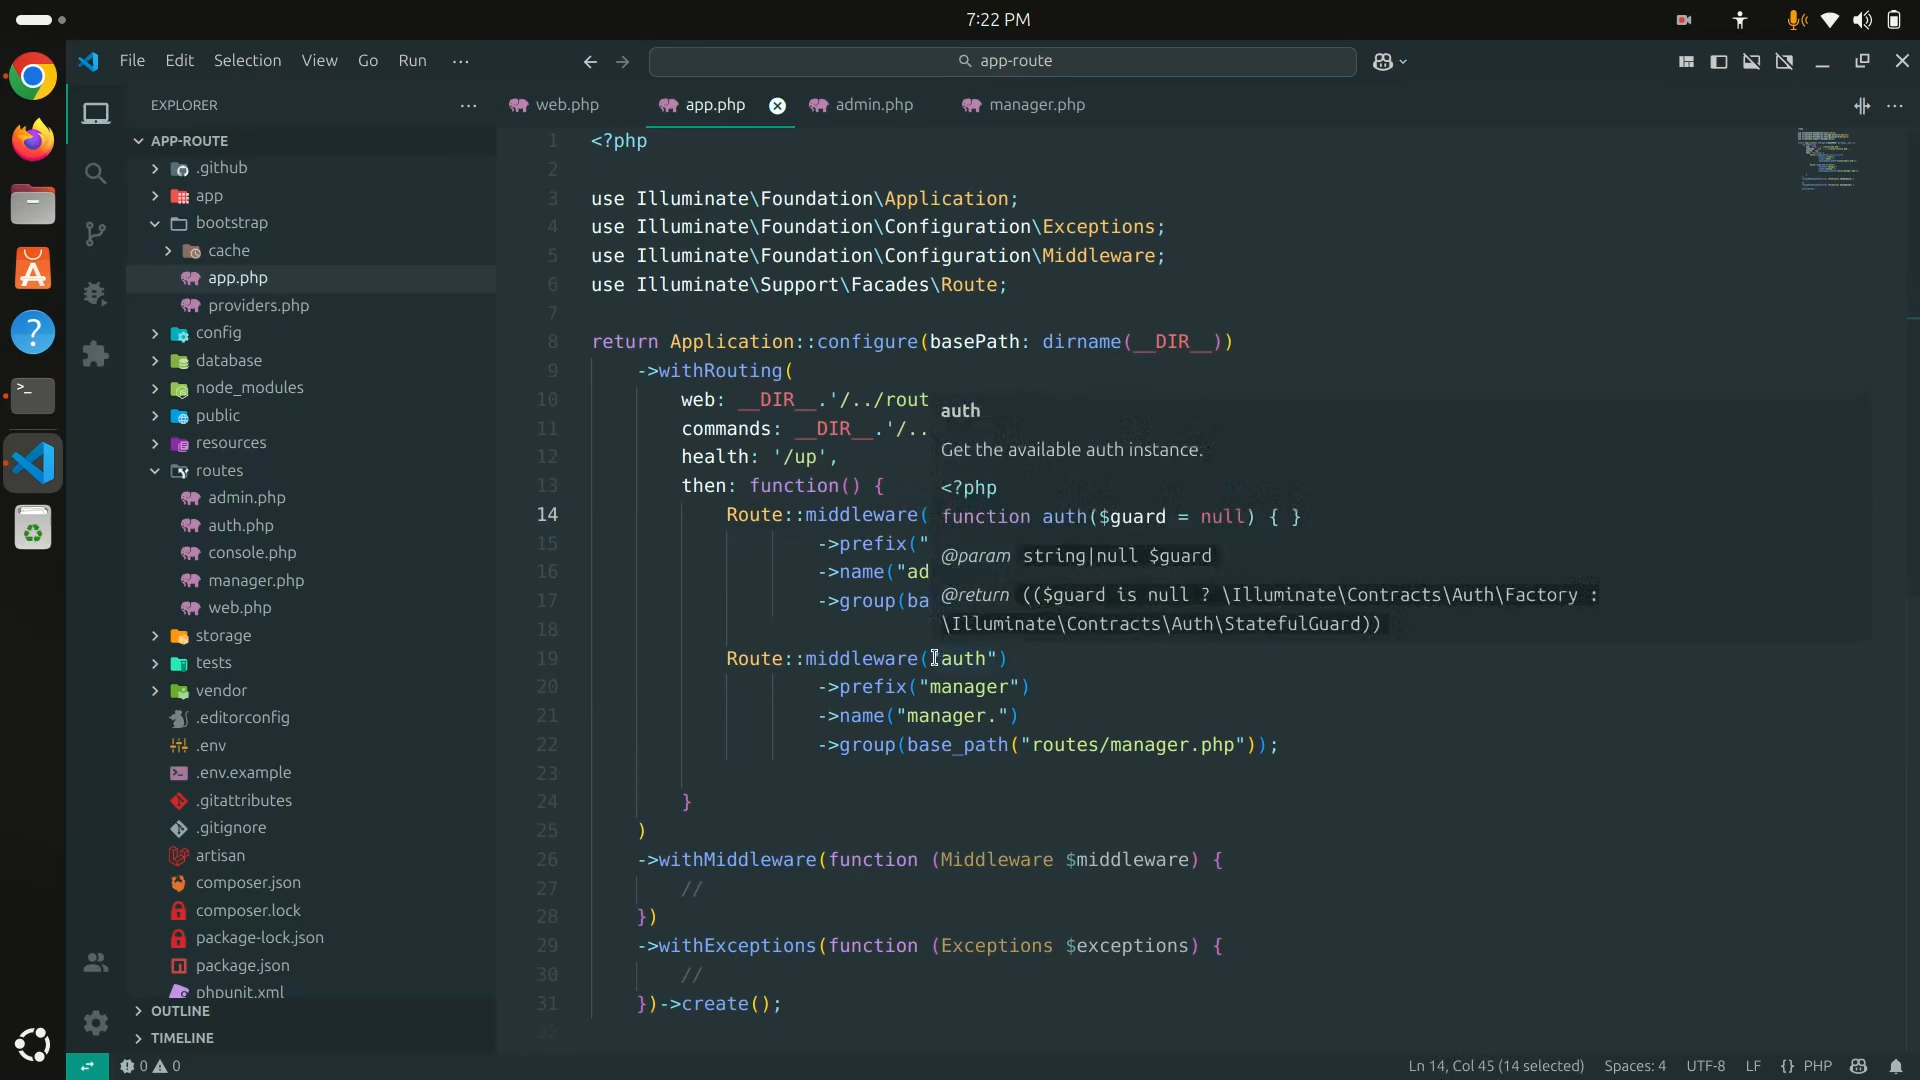 7:22 PM
File Edit Selection View Go Run ...
app-route
EXPLORER ...
web.php app.php admin.php manager.php
APP-ROUTE
.github
app
bootstrap
cache
app.php
providers.php
config
database
node_modules
public
resources
routes
admin.php
auth.php
console.php
manager.php
web.php
storage
tests
vendor
.editorconfig
.env
.env.example
.gitattributes
.gitignore
artisan
composer.json
composer.lock
package-lock.json
package.json
phpunit.xml
OUTLINE
TIMELINE
1 <?php
2
3 use Illuminate\Foundation\Application;
4 use Illuminate\Foundation\Configuration\Exceptions;
5 use Illuminate\Foundation\Configuration\Middleware;
6 use Illuminate\Support\Facades\Route;
7
8 return Application::configure(basePath: dirname(__DIR__))
9 ->withRouting(
10 web: __DIR__.'/../rout
11 commands: __DIR__.'/..
12 health: '/up',
13 then: function() {
14 Route::middleware(
15 ->prefix("
16 ->name("ad
17 ->group(ba
18
19 Route::middleware("auth")
20 ->prefix("manager")
21 ->name("manager.")
22 ->group(base_path("routes/manager.php"));
23
24 }
25 )
26 ->withMiddleware(function (Middleware $middleware) {
27 //
28 })
29 ->withExceptions(function (Exceptions $exceptions) {
30 //
31 })->create();
32
auth
Get the available auth instance.
<?php
function auth($guard = null) { }
@param string|null $guard
@return (($guard is null ? \Illuminate\Contracts\Auth\Factory :
\Illuminate\Contracts\Auth\StatefulGuard))
0 0
Ln 14, Col 45 (14 selected) Spaces: 4 UTF-8 LF {} PHP